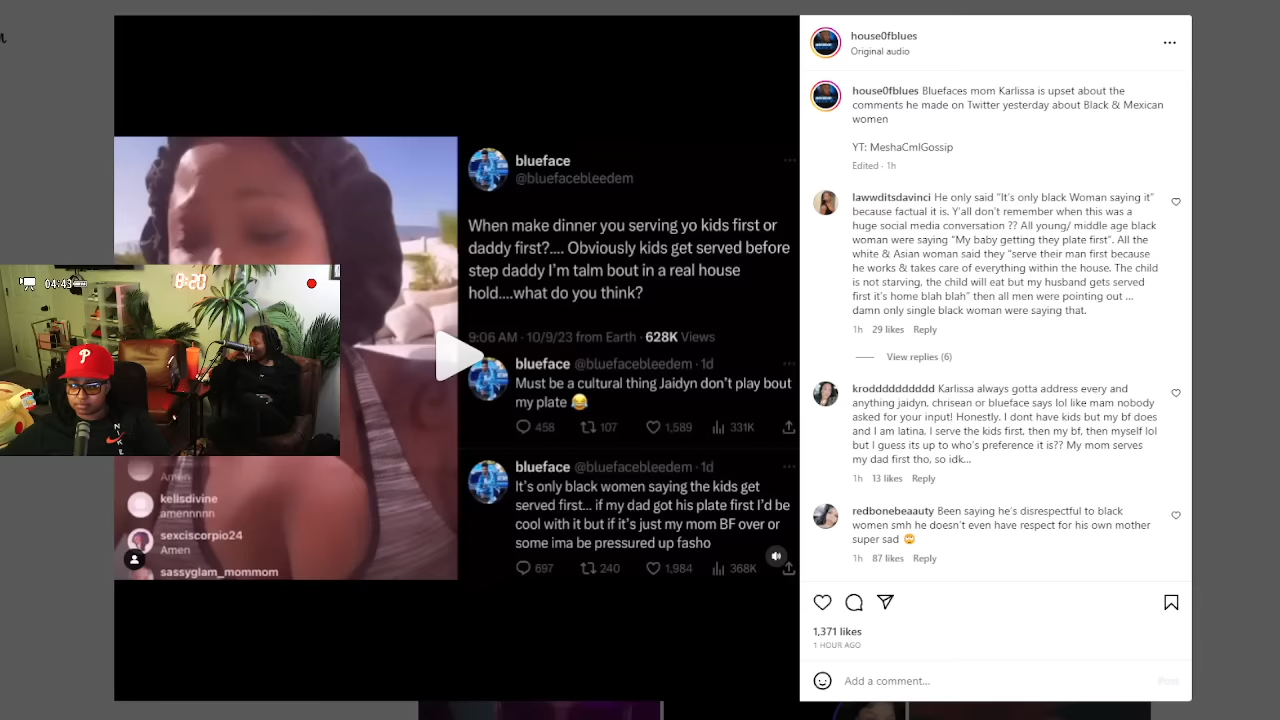 house0fblues
Original audio
house0fblues Bluefaces mom Karlissa is upset about the
comments he made on Twitter yesterday about Black & Mexican
women
YT: MeshaCmlGossip
Edited · 1h
lawwditsdavinci He only said "It's only black Woman saying it"
because factual it is. Y'all don't remember when this was a
huge social media conversation ?? All young/ middle age black
woman were saying "My baby getting they plate first". All the
white & Asian woman said they "serve their man first because
he works & takes care of everything within the house. The child
is not starving, the child will eat but my husband gets served
first it's home blah blah" then all men were pointing out ...
damn only single black woman were saying that.
1h 29 likes Reply
View replies (6)
kroddddddddd Karlissa always gotta address every and
anything jaidyn, chrisean or blueface says lol like mam nobody
asked for your input! Honestly. I dont have kids but my bf does
and I am latina, I serve the kids first, then my bf, then myself lol
but I guess its up to who's preference it is?? My mom serves
my dad first tho, so idk...
1h 13 likes Reply
redbonebeaauty Been saying he's disrespectful to black
women smh he doesn't even have respect for his own mother
super sad 🙄
1h 87 likes Reply
1,371 likes
1 HOUR AGO
Add a comment...
Post
blueface
@bluefacebleedem
When make dinner you serving yo kids first or
daddy first?.... Obviously kids get served before
step daddy I'm talm bout in a real house
hold....what do you think?
9:06 AM · 10/9/23 from Earth · 628K Views
blueface @bluefacebleedem · 1d
Must be a cultural thing Jaidyn don't play bout
my plate 😂
458 107 1,589 331K
blueface @bluefacebleedem · 1d
It's only black women saying the kids get
served first... if my dad got his plate first I'd be
cool with it but if it's just my mom BF over or
some ima be pressured up fasho
697 240 1,984 368K
04:43
8:20
P
NIKE
Amen
kellsdivine
amennnnn
sexciscorpio24
Amen
sassyglam_mommom